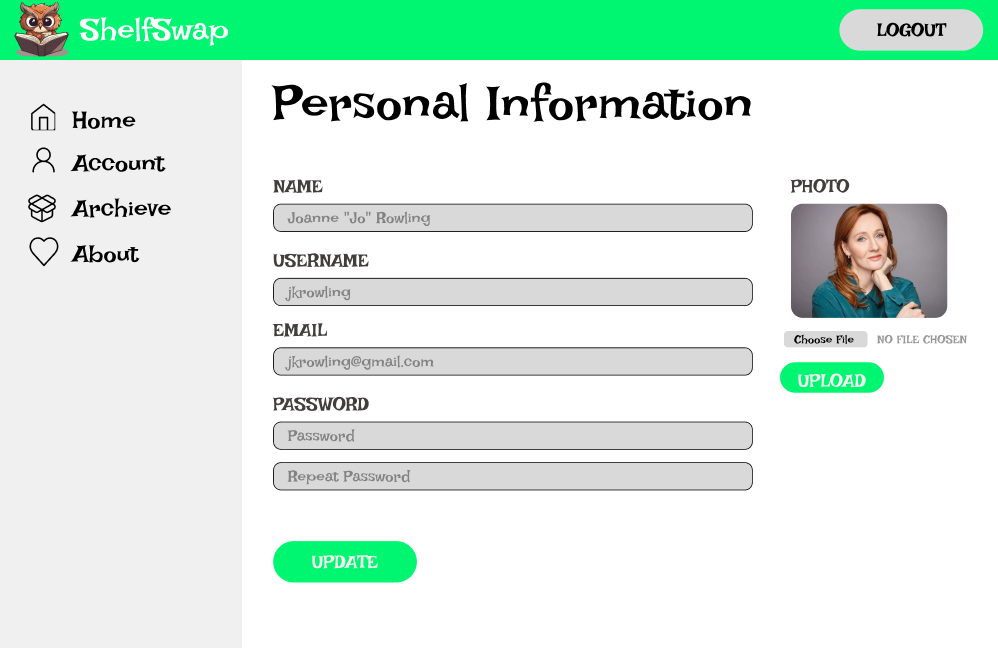 ShelfSwap
LOGOUT
Home
Account
Archieve
About
Personal Information
NAME
Joanne "Jo" Rowling
USERNAME
jkrowling
EMAIL
jkrowling@gmail.com
PASSWORD
Password
Repeat Password
UPDATE
PHOTO
Choose File NO FILE CHOSEN
UPLOAD